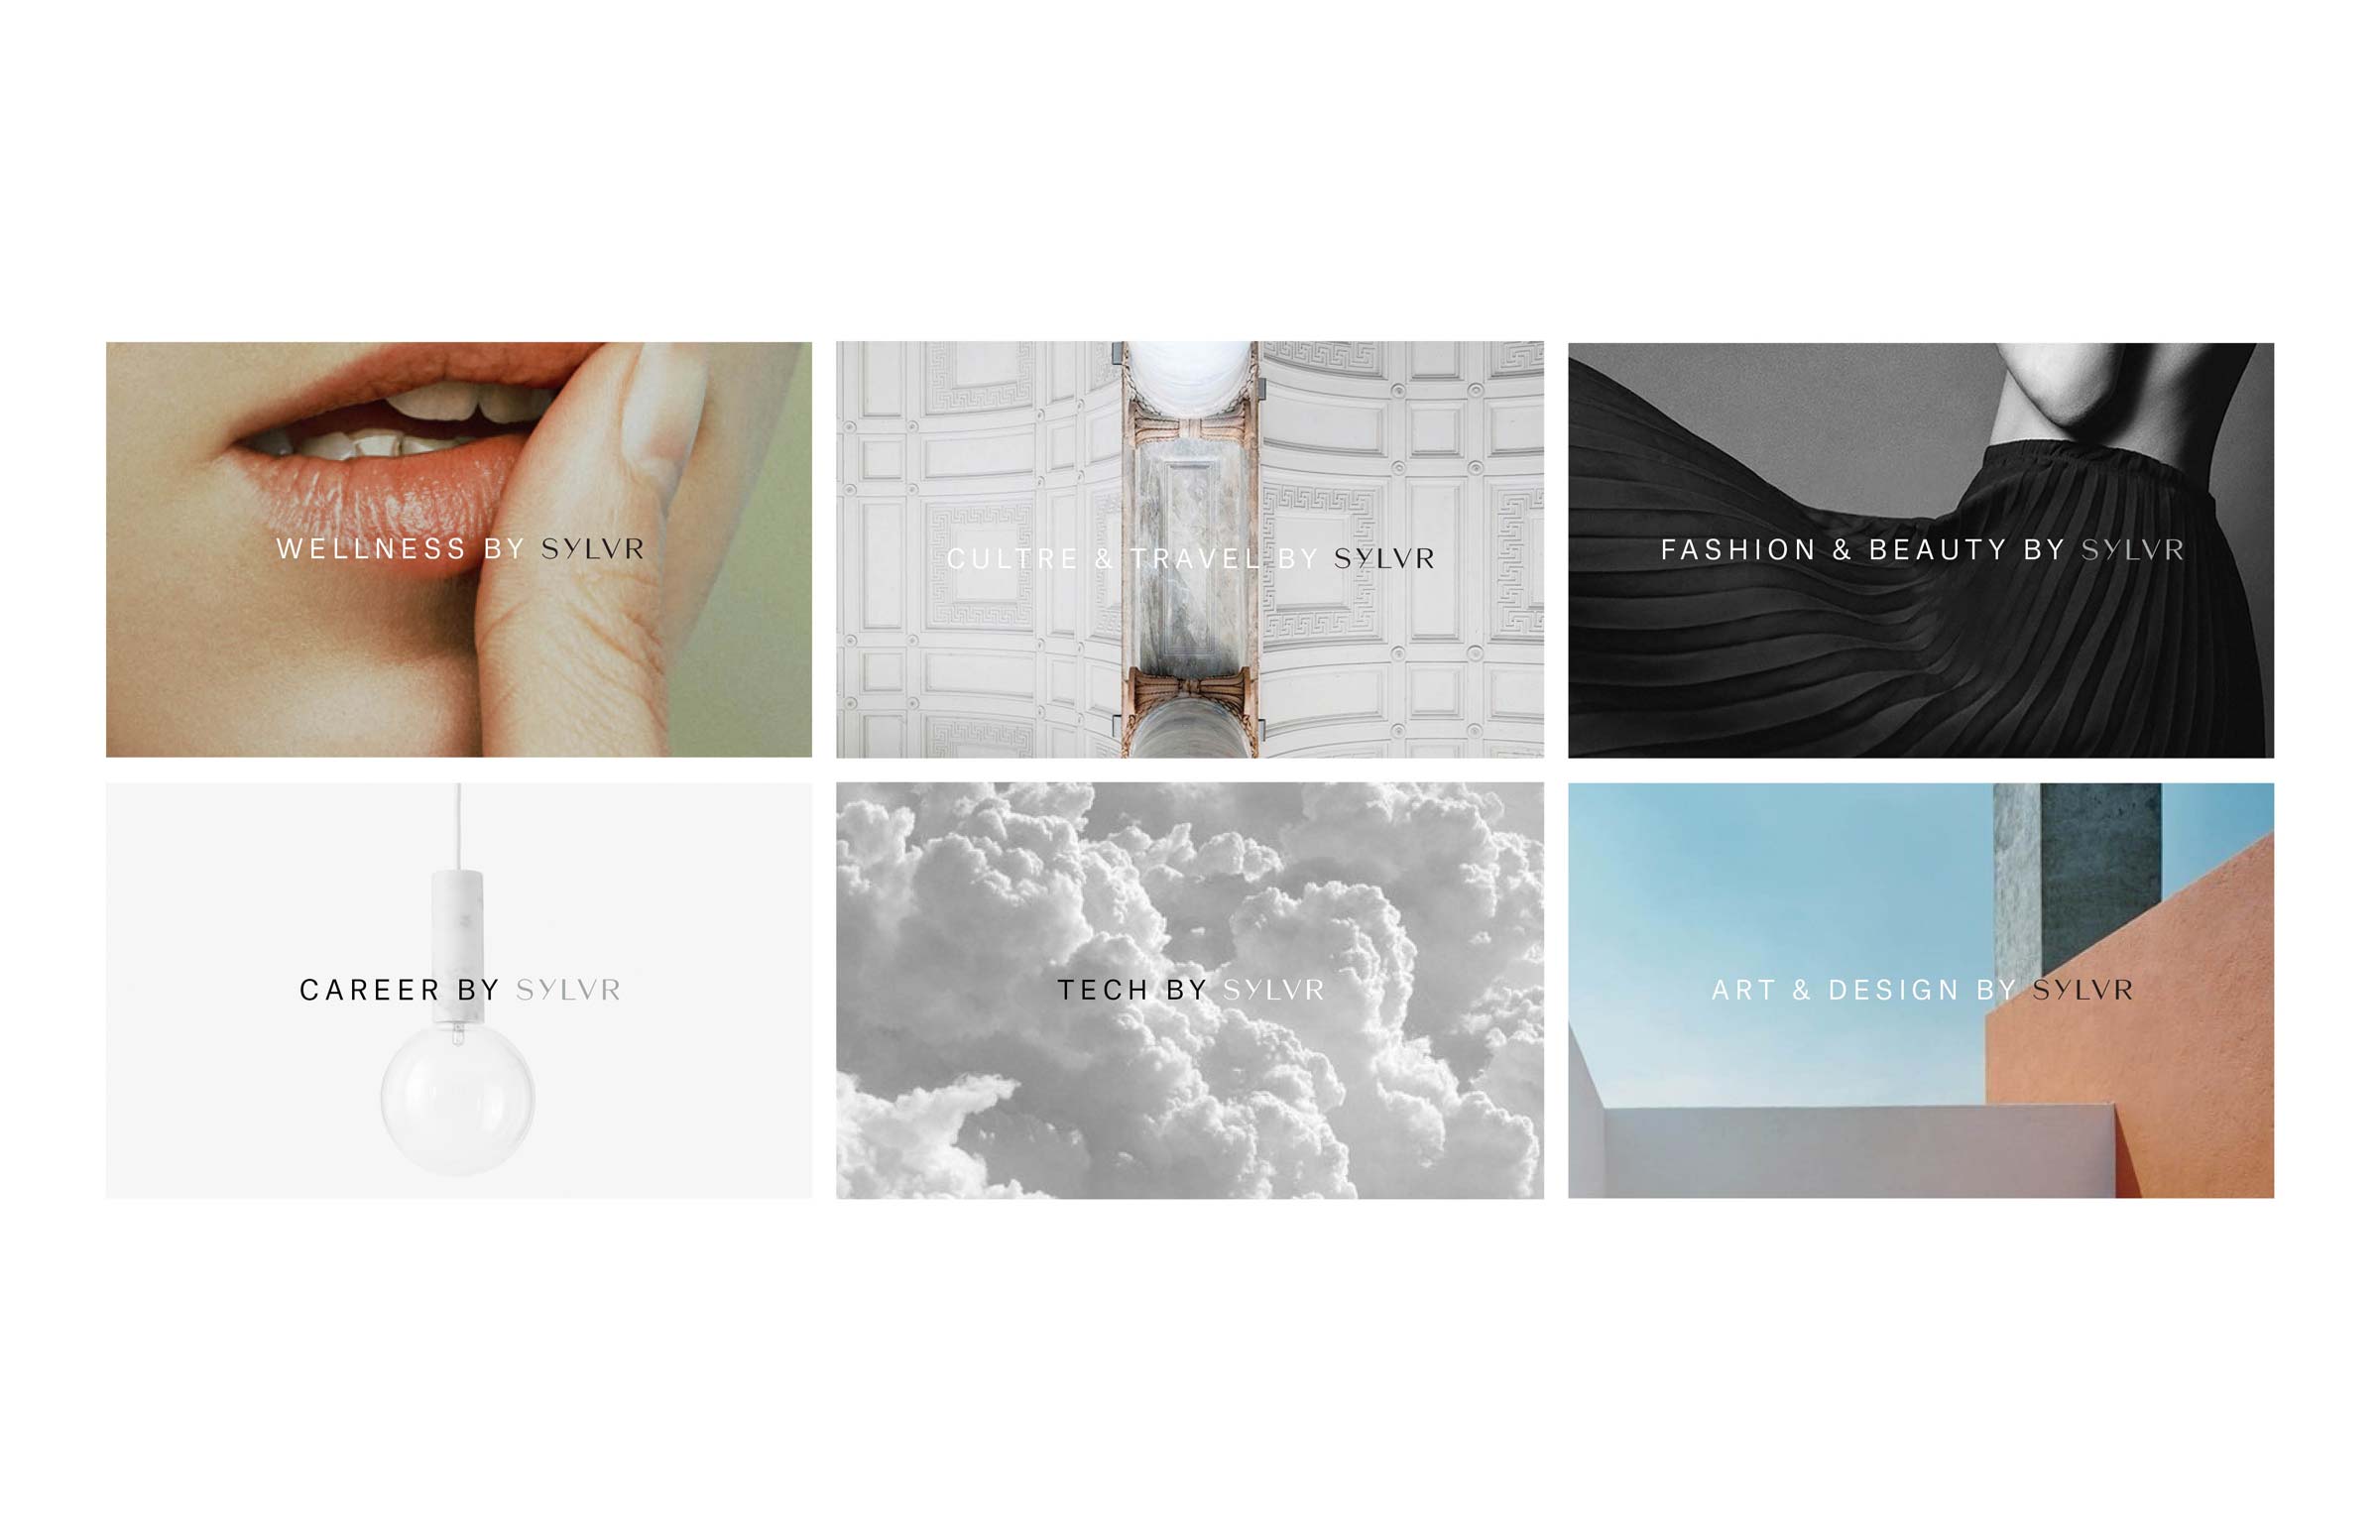 WELLNESS BY SYLVR
CULTRE & TRAVEL BY SYLVR
FASHION & BEAUTY BY SYLVR
CAREER BY SYLVR
TECH BY SYLVR
ART & DESIGN BY SYLVR